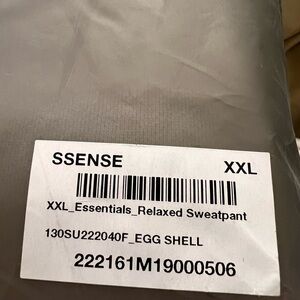 SSENSE XXL
XXL_Essentials_Relaxed Sweatpant
130SU222040F_EGG SHELL
222161M19000506